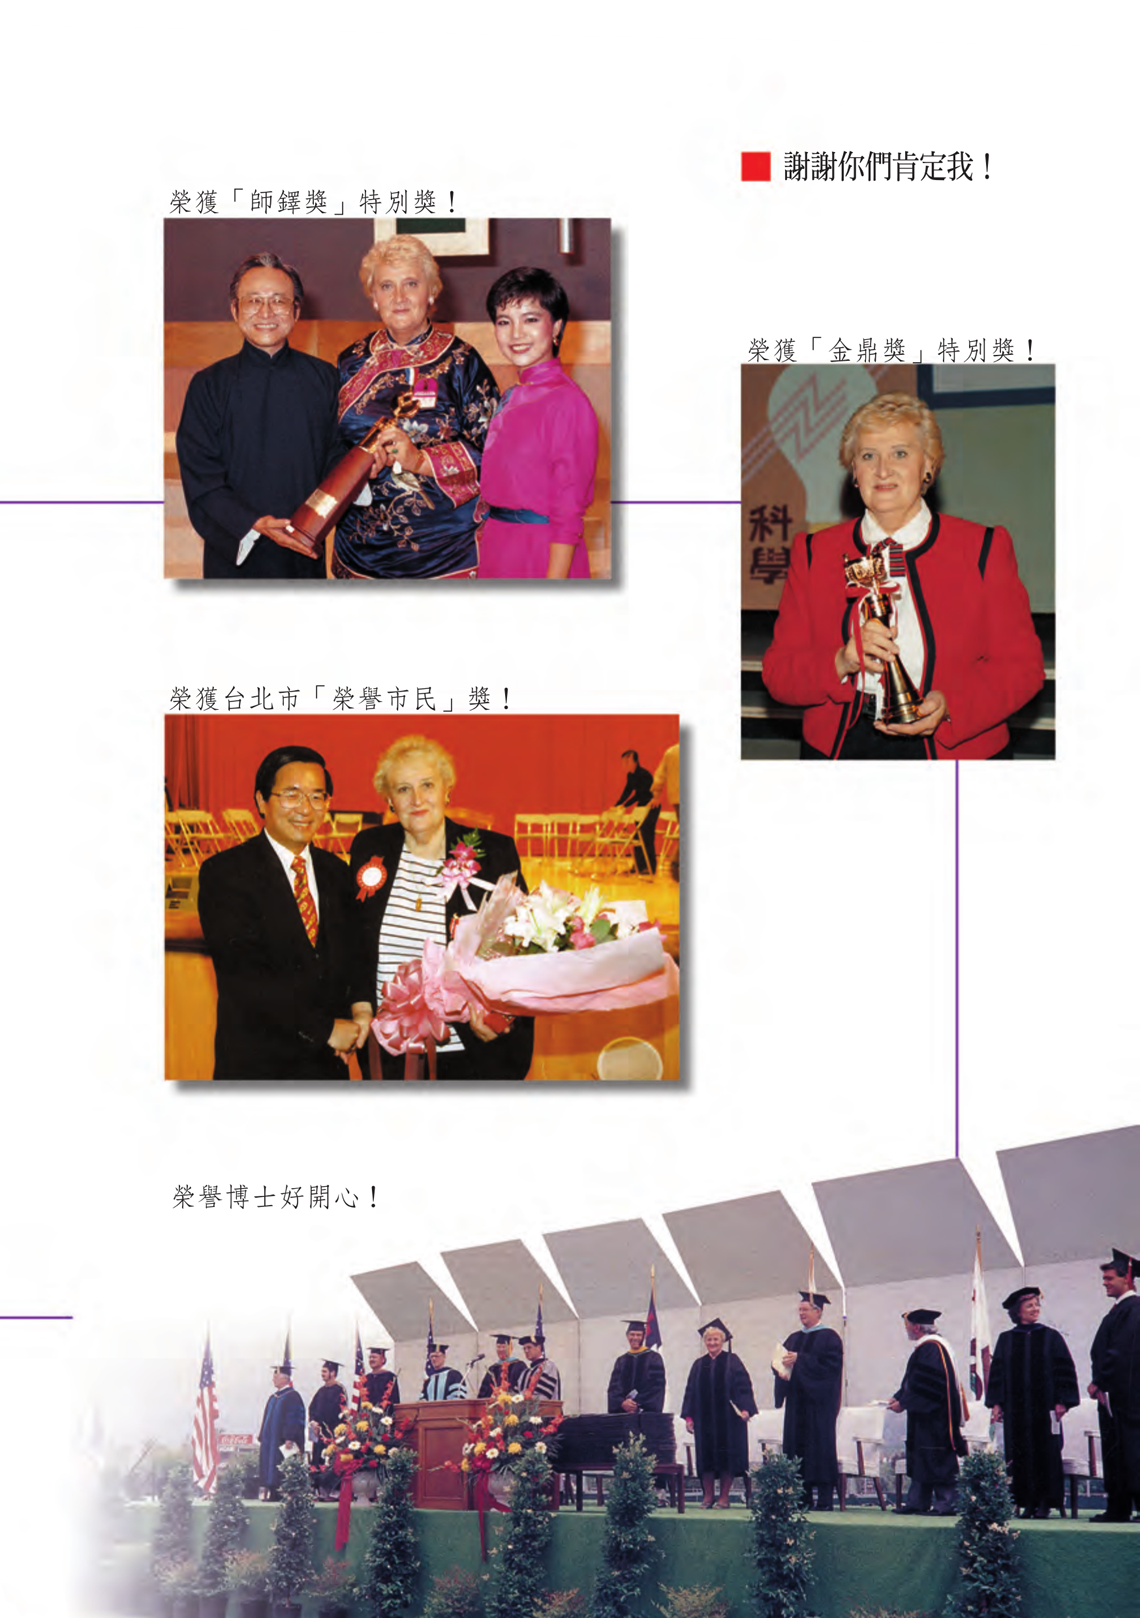 謝謝你們肯定我！
榮獲「師鐸獎」特別獎！
榮獲「金鼎獎」特別獎！
科學
榮獲台北市「榮譽市民」獎！
榮譽博士好開心！